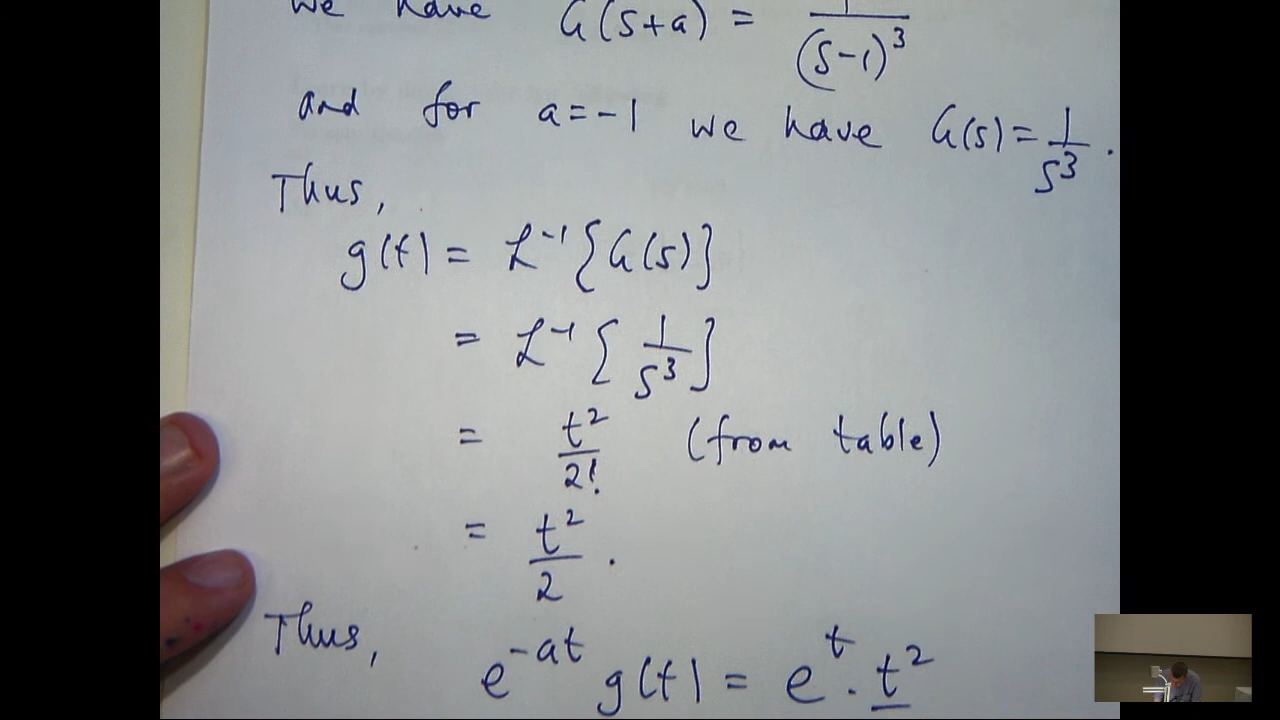 we have G(s+a) = 1/(s-1)^3
and for a=-1 we have G(s)=1/s^3.
Thus,
g(t) = ℒ^-1 {G(s)}
= ℒ^-1 {1/s^3}
= t^2/2! (from table)
= t^2/2.
Thus,
e^-at g(t) = e^t . t^2